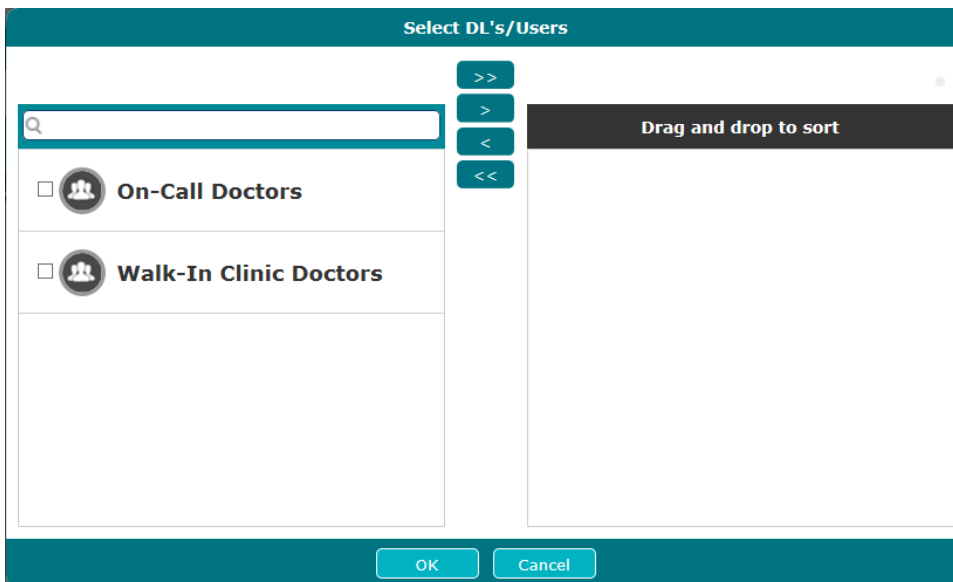 Select DL's/Users
>>
>
<
<<
Drag and drop to sort
On-Call Doctors
Walk-In Clinic Doctors
OK
Cancel